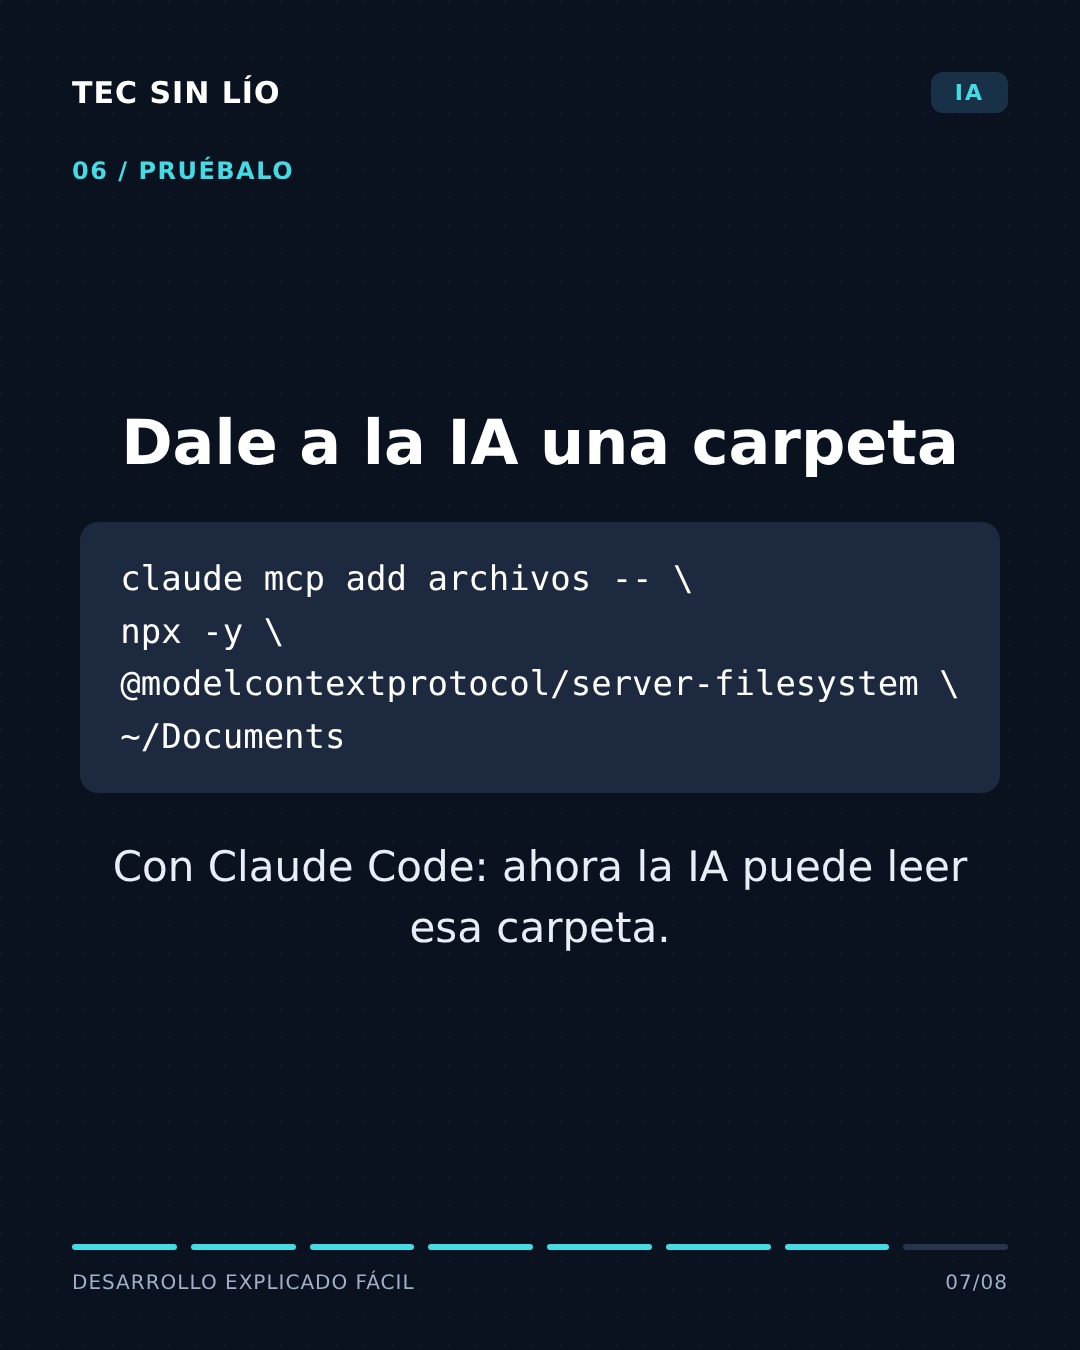 TEC SIN LÍO
IA
06 / PRUÉBALO
Dale a la IA una carpeta
claude mcp add archivos -- \
npx -y \
@modelcontextprotocol/server-filesystem \
~/Documents
Con Claude Code: ahora la IA puede leer
esa carpeta.
DESARROLLO EXPLICADO FÁCIL
07/08